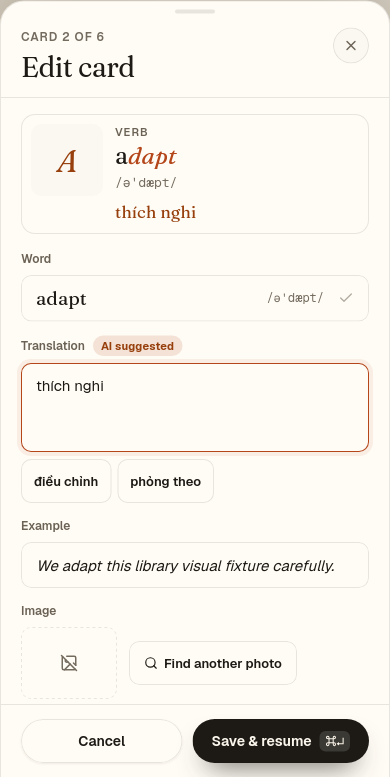 CARD 2 OF 6
Edit card
A
VERB
adapt
/əˈdæpt/
thích nghi
Word
adapt /əˈdæpt/
Translation AI suggested
thích nghi
điều chỉnh phỏng theo
Example
We adapt this library visual fixture carefully.
Image
Find another photo
Cancel Save & resume ⌘↵